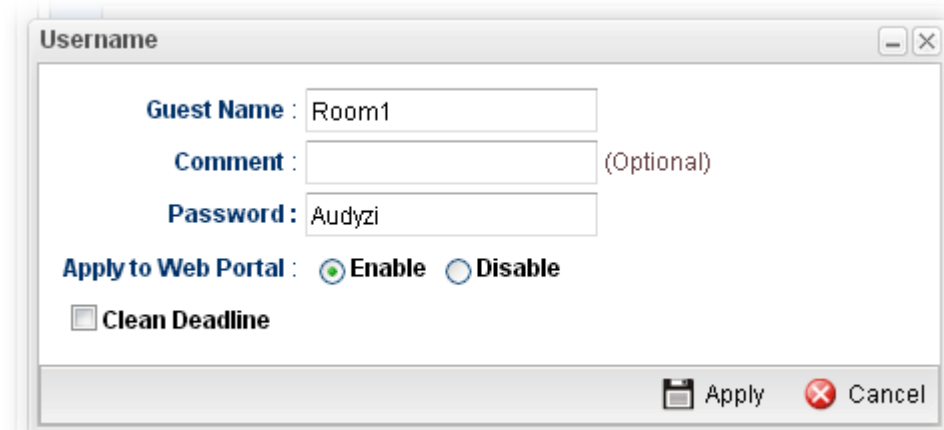 Username
Guest Name : Room1
Comment : (Optional)
Password : Audyzi
Apply to Web Portal : Enable Disable
Clean Deadline
Apply Cancel